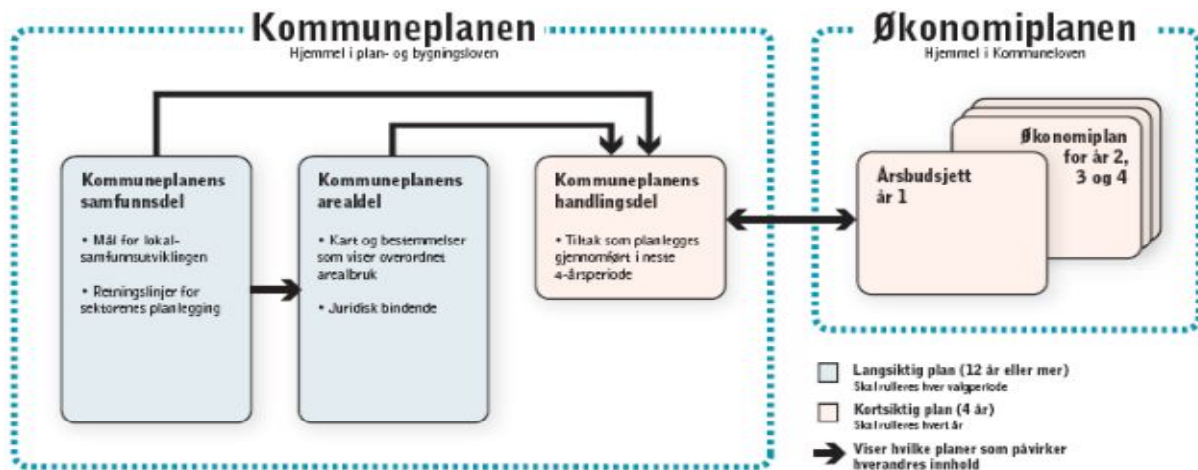 Kommuneplanen
Hjemmel i plan- og bygningsloven
Kommuneplanens
samfunnsdel
• Mål for lokal-
samfunnsutviklingen
• Retningslinjer for
sektorenes planlegging
Kommuneplanens
arealdel
• Kart og bestemmelser
som viser overordnet
arealbruk
• Juridisk bindende
Kommuneplanens
handlingsdel
• Tiltak som planlegges
gjennomført i neste
4-årsperiode
Økonomiplanen
Hjemmel i Kommuneloven
Årsbudsjett
år 1
Økonomiplan
for år 2,
3 og 4
Langsiktig plan (12 år eller mer)
Skal rulleres hver valgperiode
Kortsiktig plan (4 år)
Skal rulleres hvert år
Viser hvilke planer som påvirker
hverandres innhold